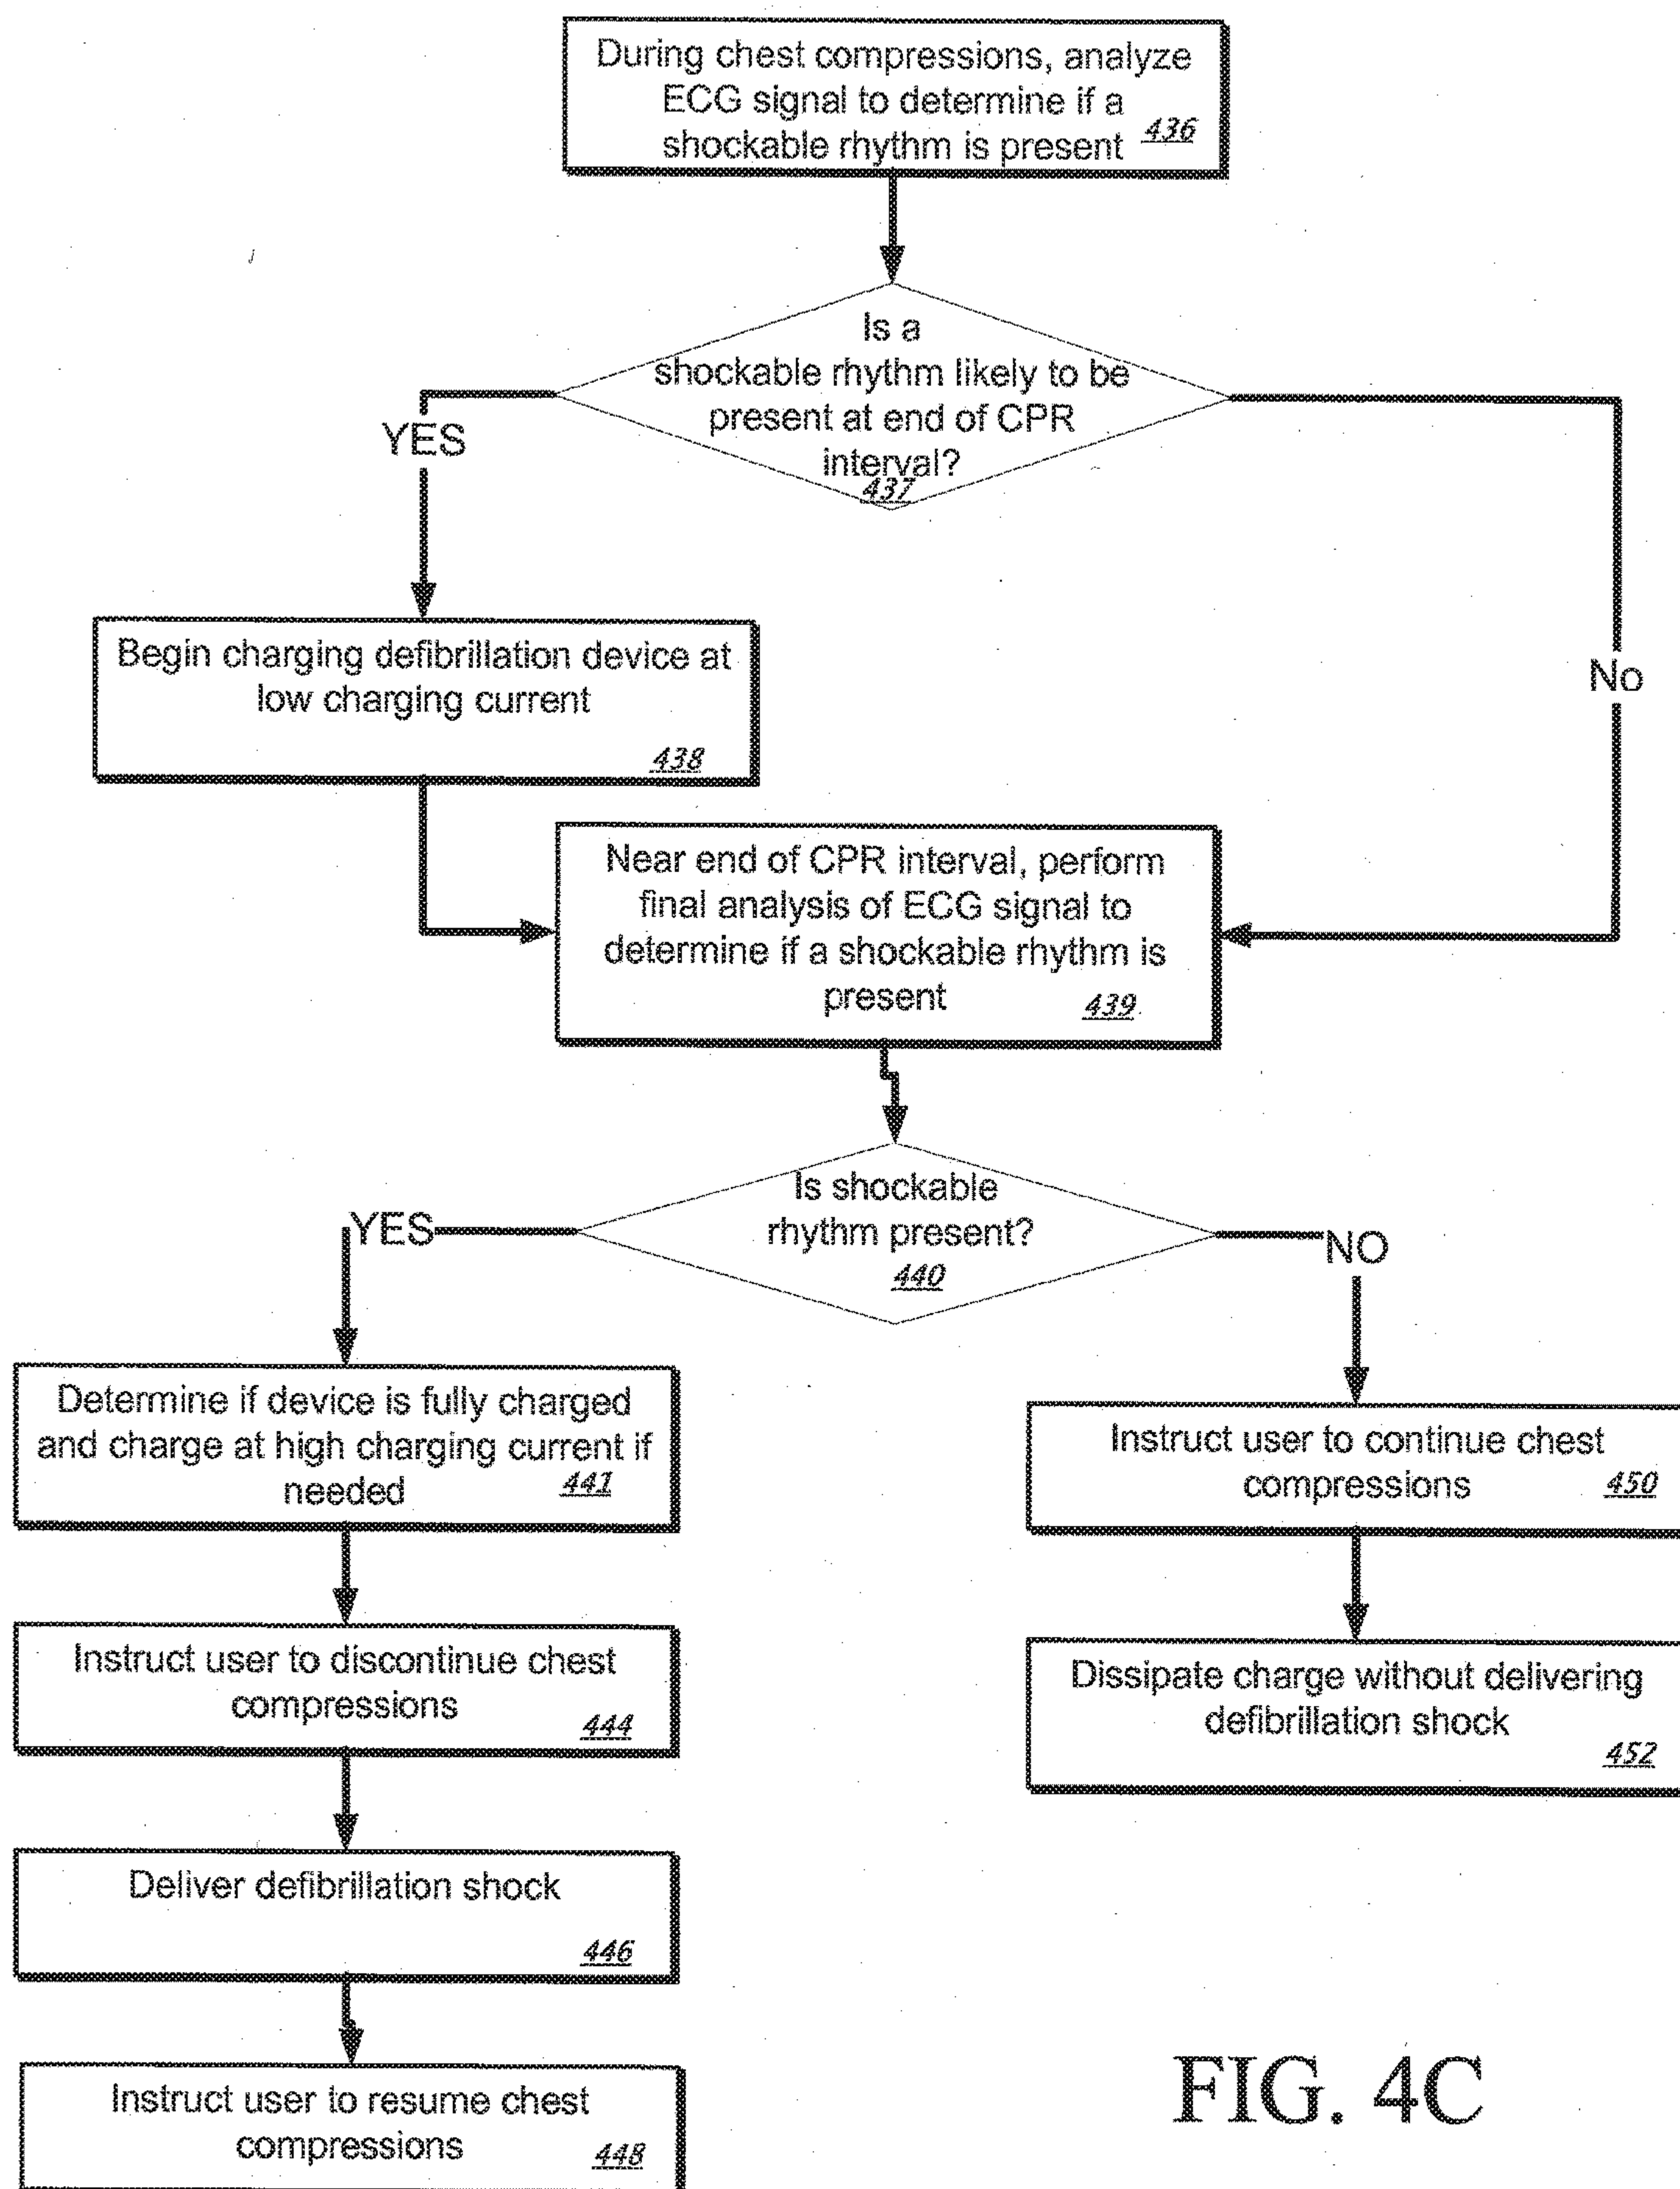 During chest compressions, analyze
ECG signal to determine if a
shockable rhythm is present
436
Is a
shockable rhythm likely to be
present at end of CPR
interval?
437
YES
No
Begin charging defibrillation device at
low charging current
438
Near end of CPR interval, perform
final analysis of ECG signal to
determine if a shockable rhythm is
present
439
Is shockable
rhythm present?
440
YES
NO
Determine if device is fully charged
and charge at high charging current if
needed
441
Instruct user to continue chest
compressions
450
Instruct user to discontinue chest
compressions
444
Dissipate charge without delivering
defibrillation shock
452
Deliver defibrillation shock
446
Instruct user to resume chest
compressions
448
FIG. 4C